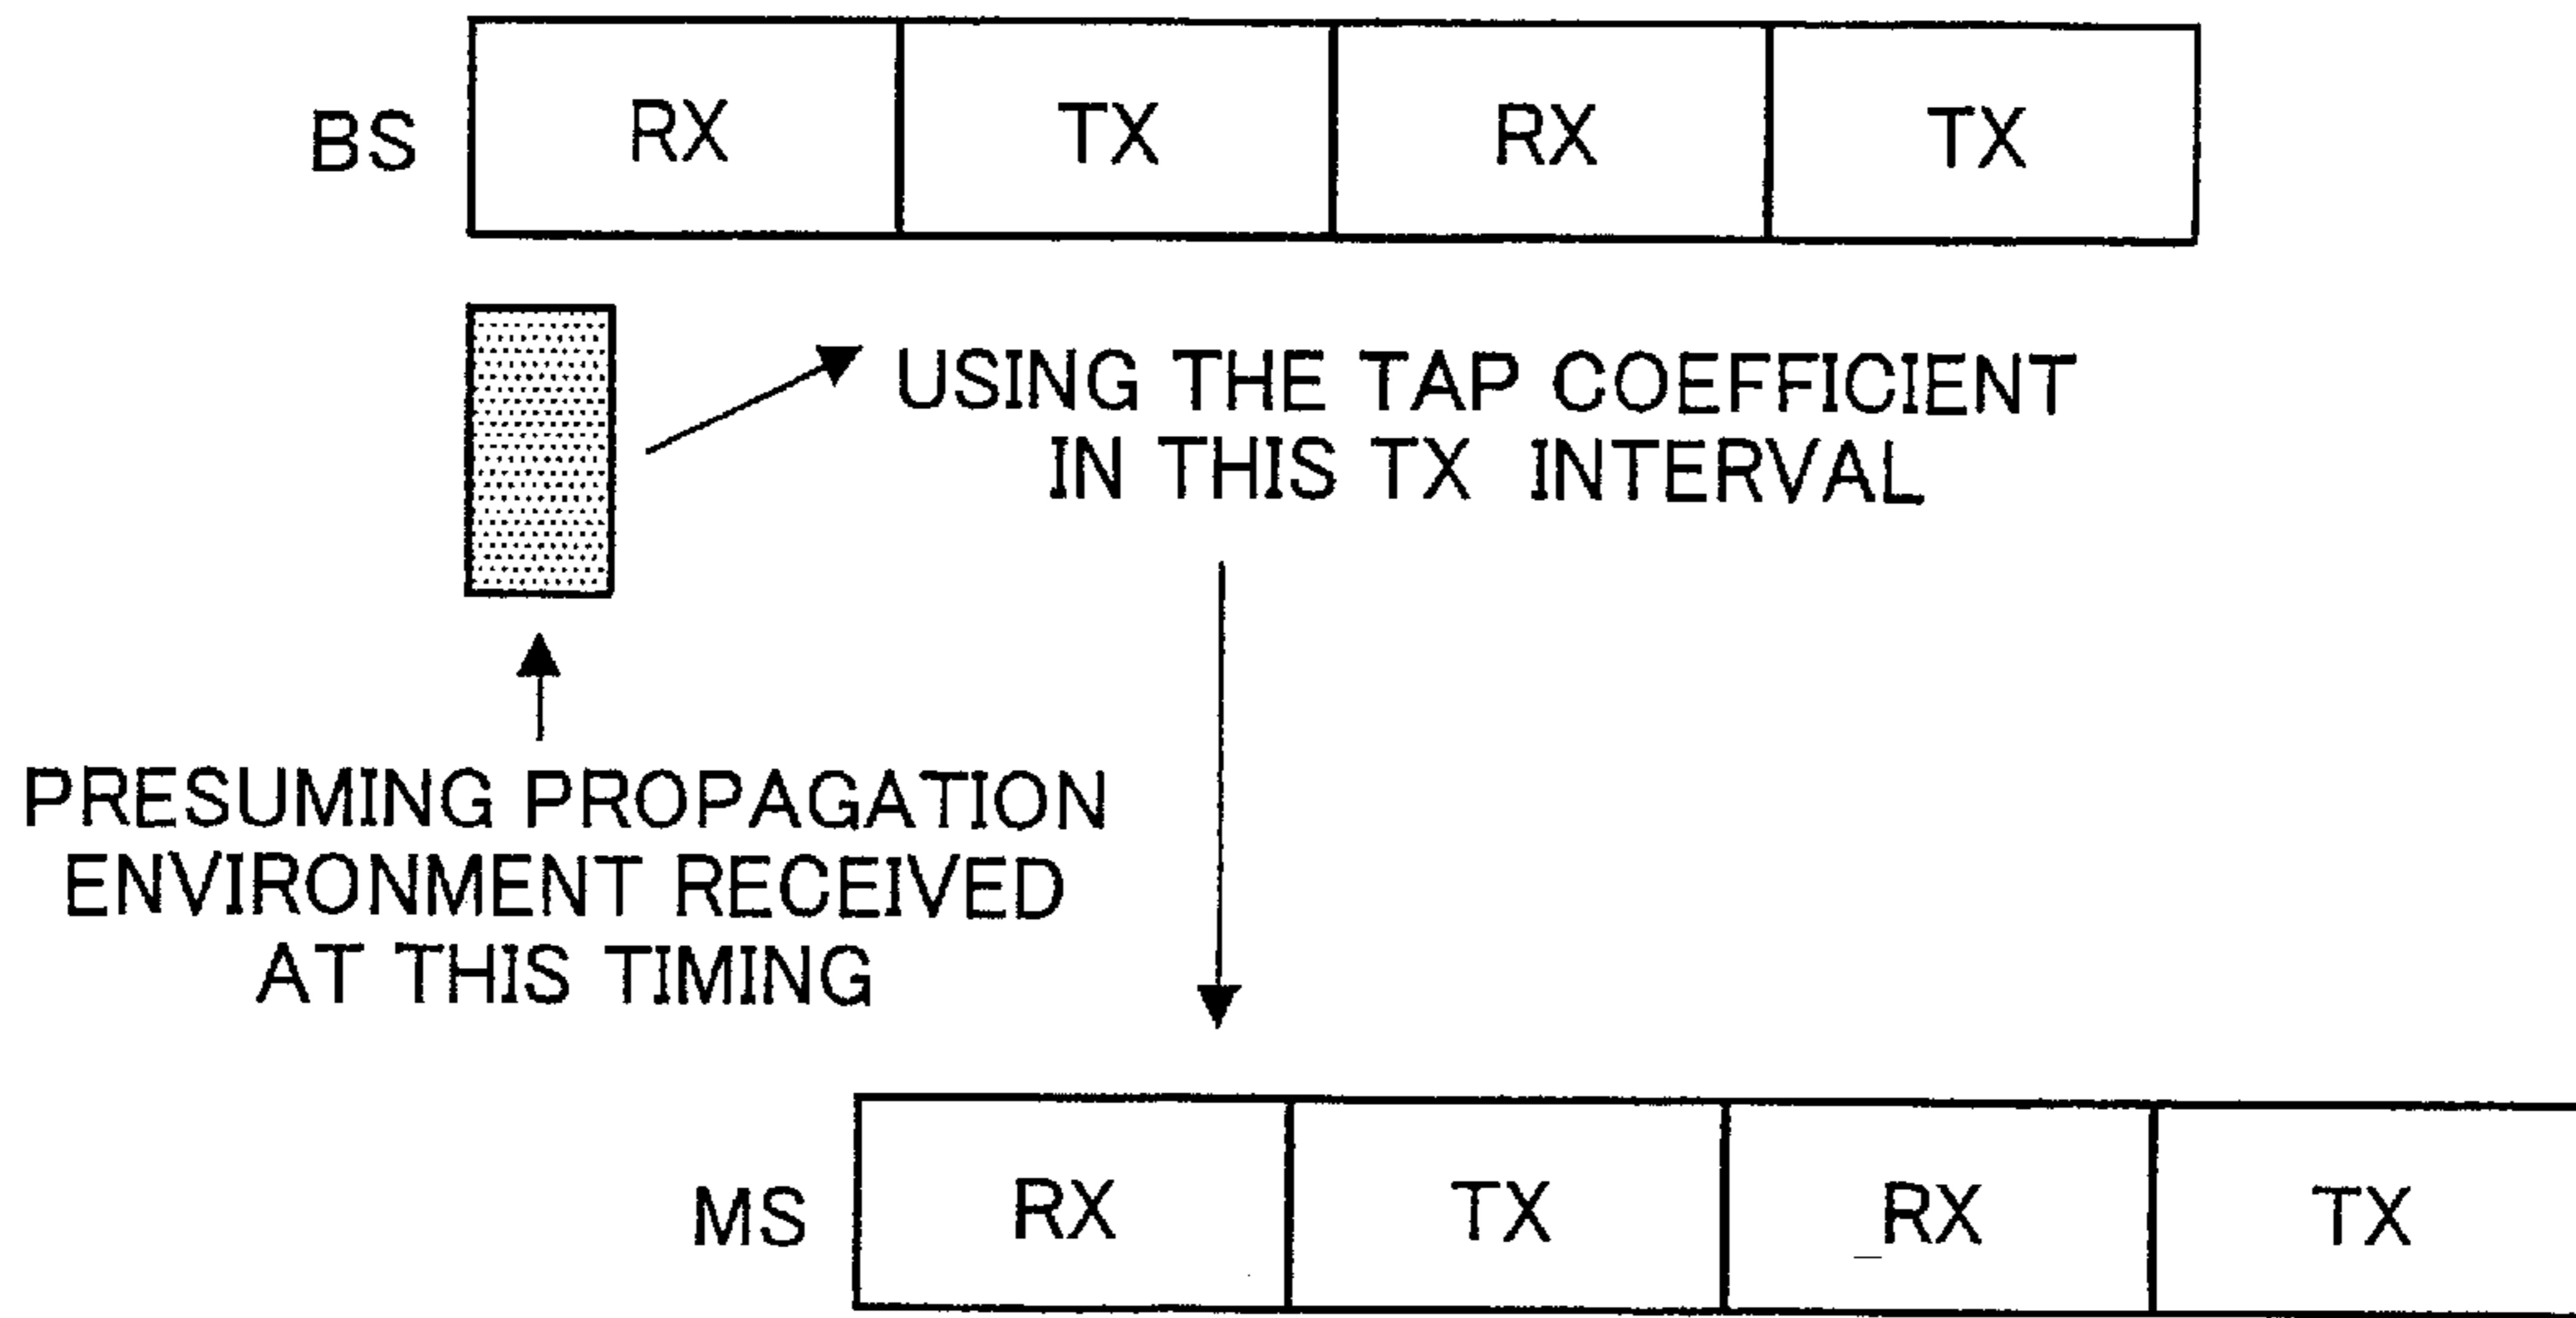 BS RX TX RX TX
USING THE TAP COEFFICIENT
IN THIS TX INTERVAL
PRESUMING PROPAGATION
ENVIRONMENT RECEIVED
AT THIS TIMING
MS RX TX RX TX